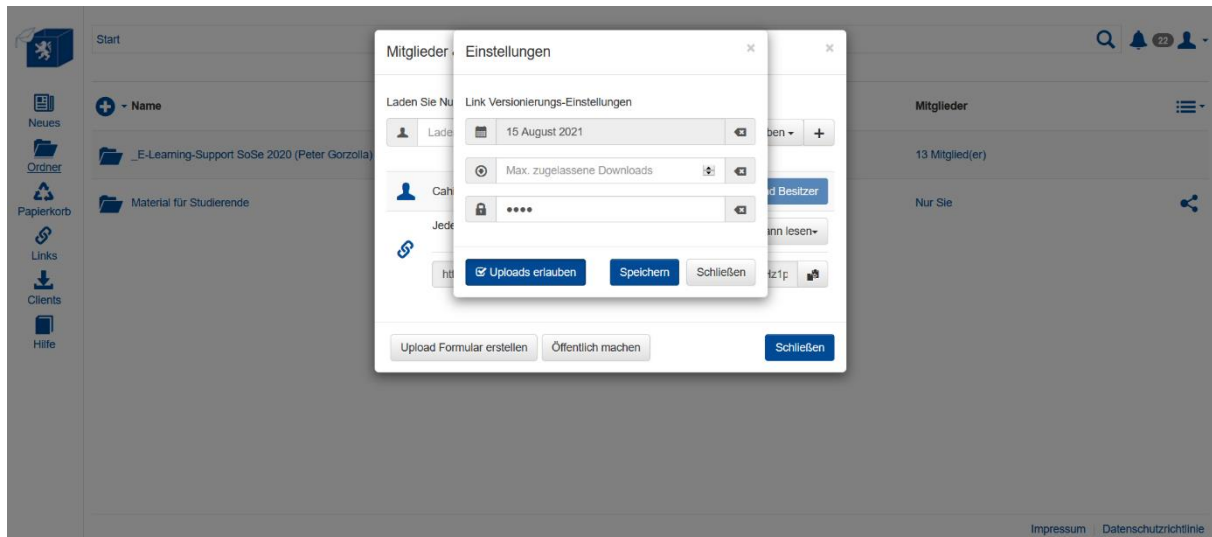 Start
22
Neues
Ordner
Papierkorb
Links
Clients
Hilfe
Name
Mitglieder
_E-Learning-Support SoSe 2020 (Peter Gorzolla)
13 Mitglied(er)
Material für Studierende
Nur Sie
Mitglieder
Laden Sie Nu
Lade
ben
Cah
d Besitzer
Jede
ann lesen
htt
Iz1p
Upload Formular erstellen
Öffentlich machen
Schließen
Einstellungen
Link Versionierungs-Einstellungen
15 August 2021
Max. zugelassene Downloads
••••
Uploads erlauben
Speichern
Schließen
Impressum
Datenschutzrichtlinie